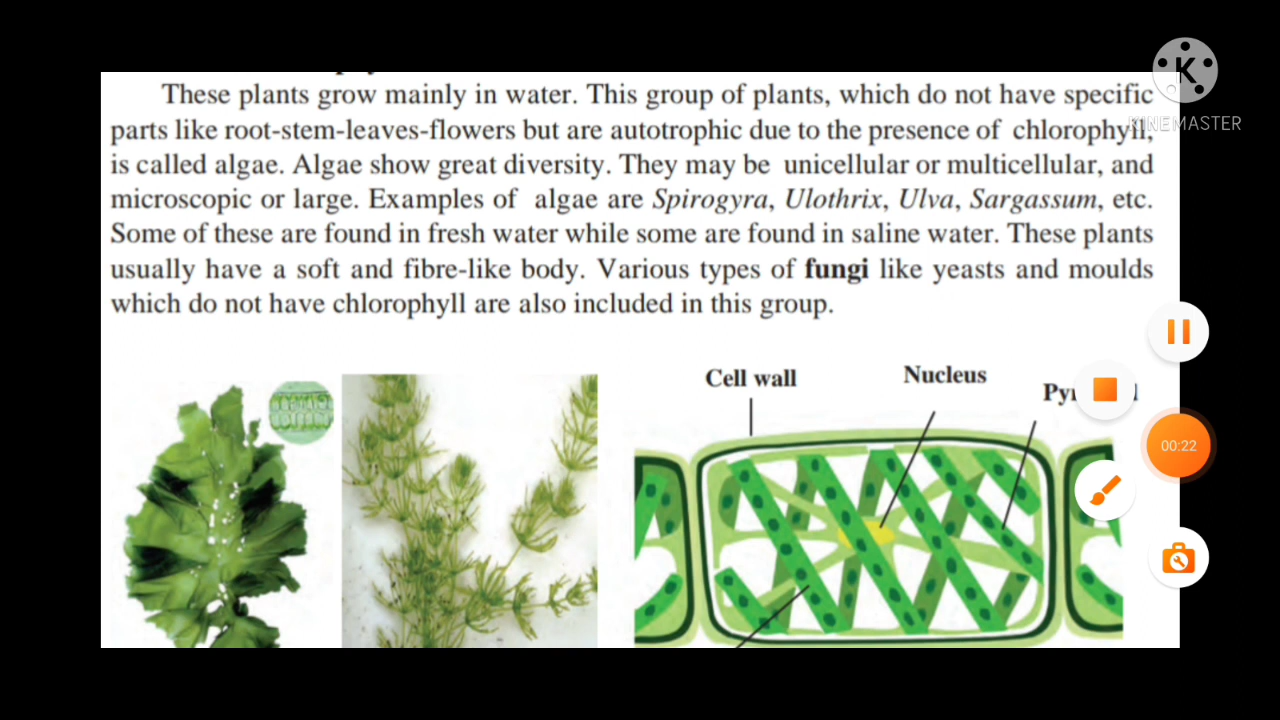 These plants grow mainly in water. This group of plants, which do not have specific
parts like root-stem-leaves-flowers but are autotrophic due to the presence of chlorophyll,
is called algae. Algae show great diversity. They may be unicellular or multicellular, and
microscopic or large. Examples of algae are Spirogyra, Ulothrix, Ulva, Sargassum, etc.
Some of these are found in fresh water while some are found in saline water. These plants
usually have a soft and fibre-like body. Various types of fungi like yeasts and moulds
which do not have chlorophyll are also included in this group.
K
KINEMASTER
Cell wall
Nucleus
00:22